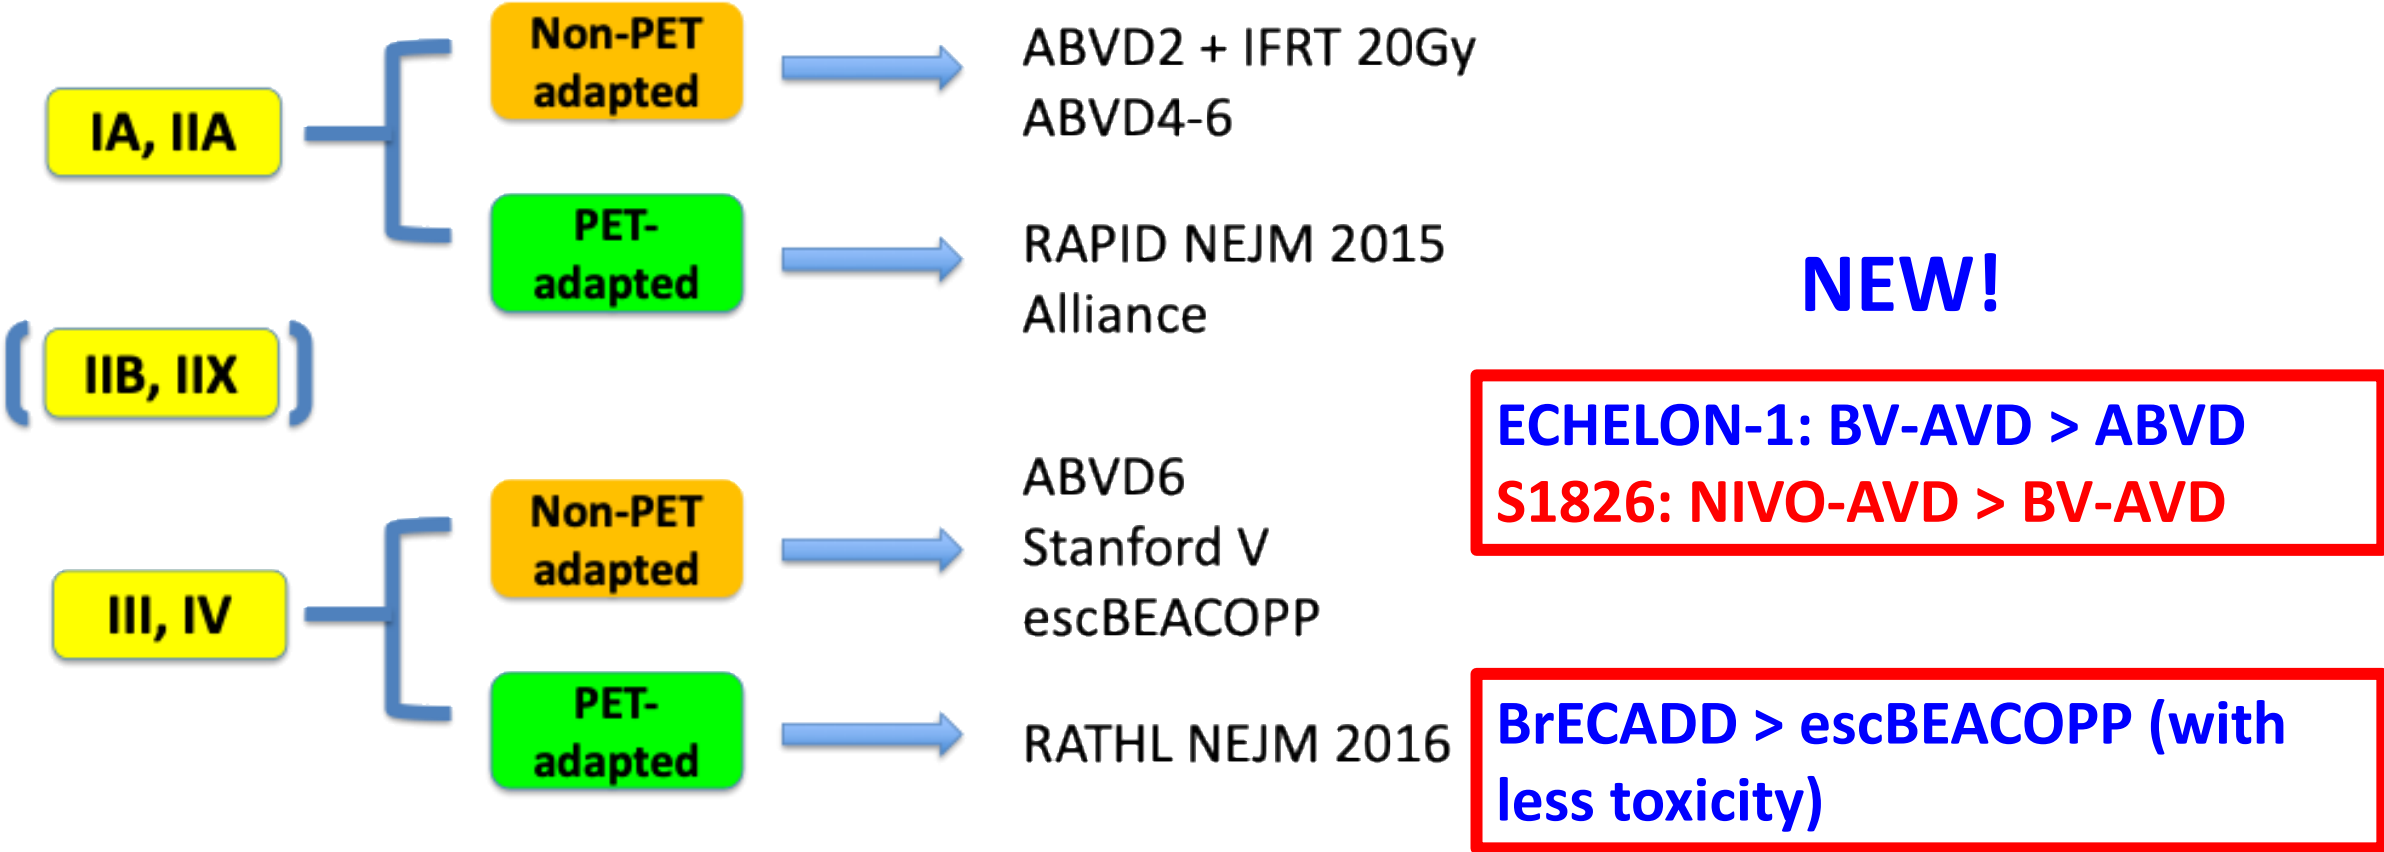 IA, IIA
Non-PET
adapted
ABVD2 + IFRT 20Gy
ABVD4-6
PET-
adapted
RAPID NEJM 2015
Alliance
IIB, IIX
III, IV
Non-PET
adapted
ABVD6
Stanford V
escBEACOPP
PET-
adapted
RATHL NEJM 2016
NEW!
ECHELON-1: BV-AVD > ABVD
S1826: NIVO-AVD > BV-AVD
BrECADD > escBEACOPP (with
less toxicity)